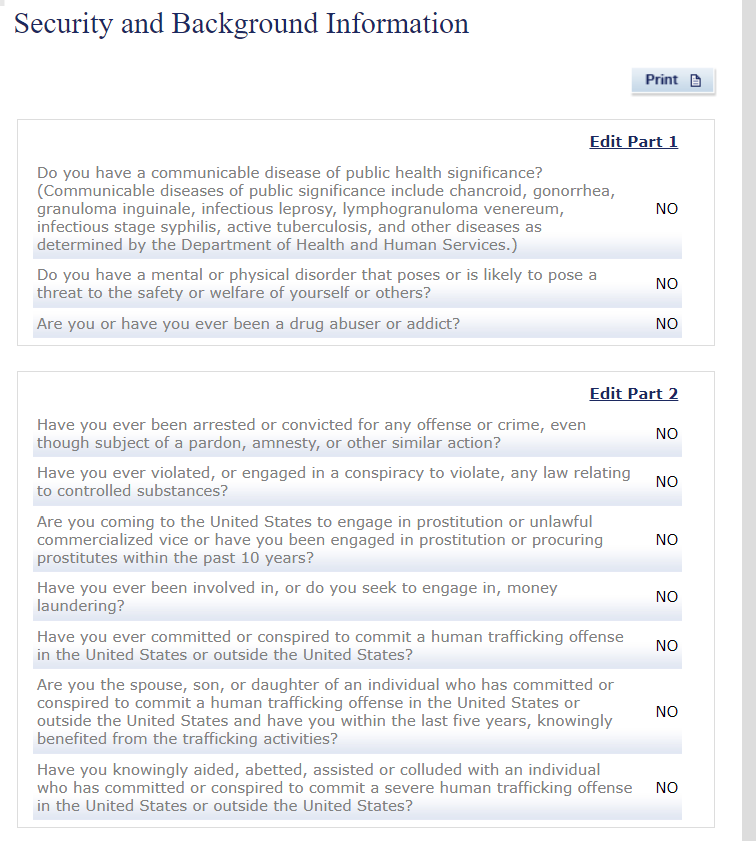 Security and Background Information
Print
Edit Part 1
Do you have a communicable disease of public health significance?
(Communicable diseases of public significance include chancroid, gonorrhea,
granuloma inguinale, infectious leprosy, lymphogranuloma venereum,
infectious stage syphilis, active tuberculosis, and other diseases as
determined by the Department of Health and Human Services.)
NO
Do you have a mental or physical disorder that poses or is likely to pose a
threat to the safety or welfare of yourself or others?
NO
Are you or have you ever been a drug abuser or addict?
NO
Edit Part 2
Have you ever been arrested or convicted for any offense or crime, even
though subject of a pardon, amnesty, or other similar action?
NO
Have you ever violated, or engaged in a conspiracy to violate, any law relating
to controlled substances?
NO
Are you coming to the United States to engage in prostitution or unlawful
commercialized vice or have you been engaged in prostitution or procuring
prostitutes within the past 10 years?
NO
Have you ever been involved in, or do you seek to engage in, money
laundering?
NO
Have you ever committed or conspired to commit a human trafficking offense
in the United States or outside the United States?
NO
Are you the spouse, son, or daughter of an individual who has committed or
conspired to commit a human trafficking offense in the United States or
outside the United States and have you within the last five years, knowingly
benefited from the trafficking activities?
NO
Have you knowingly aided, abetted, assisted or colluded with an individual
who has committed or conspired to commit a severe human trafficking offense
in the United States or outside the United States?
NO